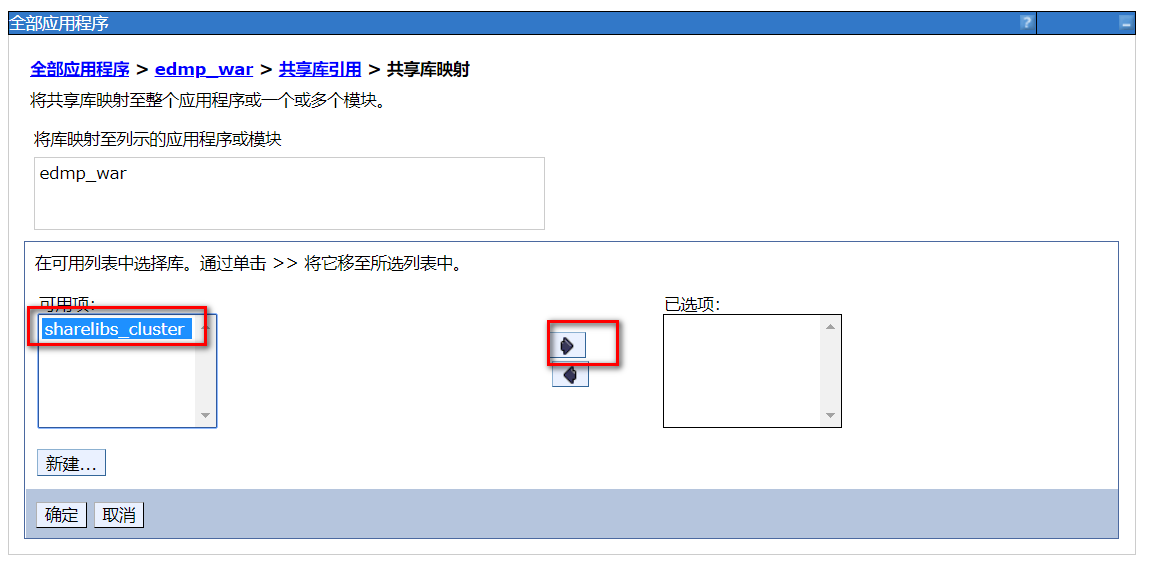 全部应用程序
全部应用程序 > edmp_war > 共享库引用 > 共享库映射
将共享库映射至整个应用程序或一个或多个模块。
将库映射至列示的应用程序或模块
edmp_war
在可用列表中选择库。通过单击 >> 将它移至所选列表中。
可用项: 已选项:
sharelibs_cluster
新建...
确定 取消